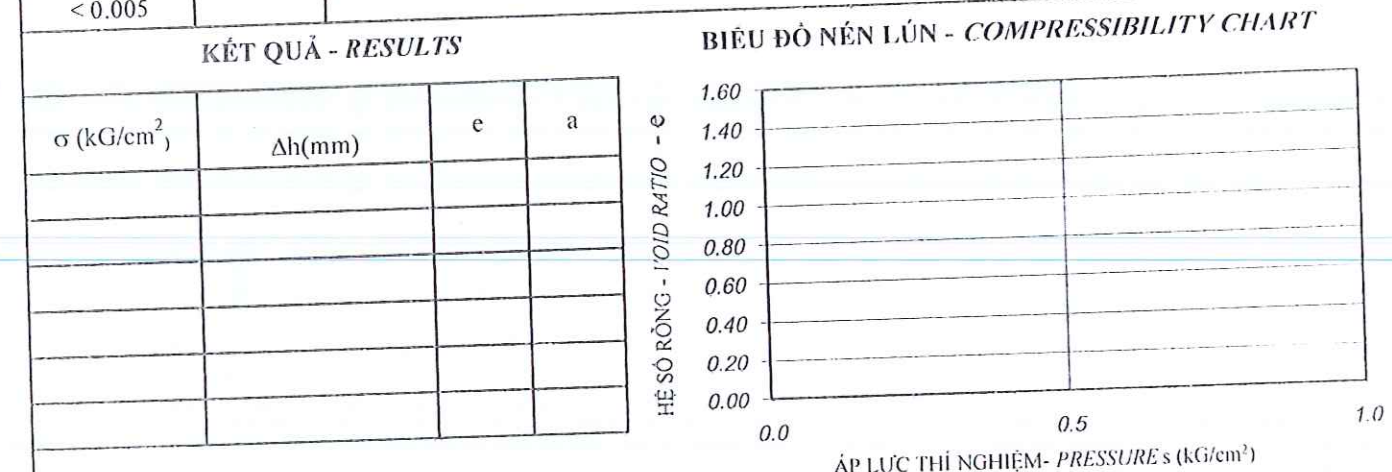 < 0.005
KẾT QUẢ - RESULTS
σ (kG/cm²)
Δh(mm)
e
a
BIỂU ĐỒ NÉN LÚN - COMPRESSIBILITY CHART
HỆ SỐ RỖNG - VOID RATIO - e
1.60
1.40
1.20
1.00
0.80
0.60
0.40
0.20
0.00
0.0 0.5 1.0
ÁP LỰC THÍ NGHIỆM- PRESSURE s (kG/cm²)